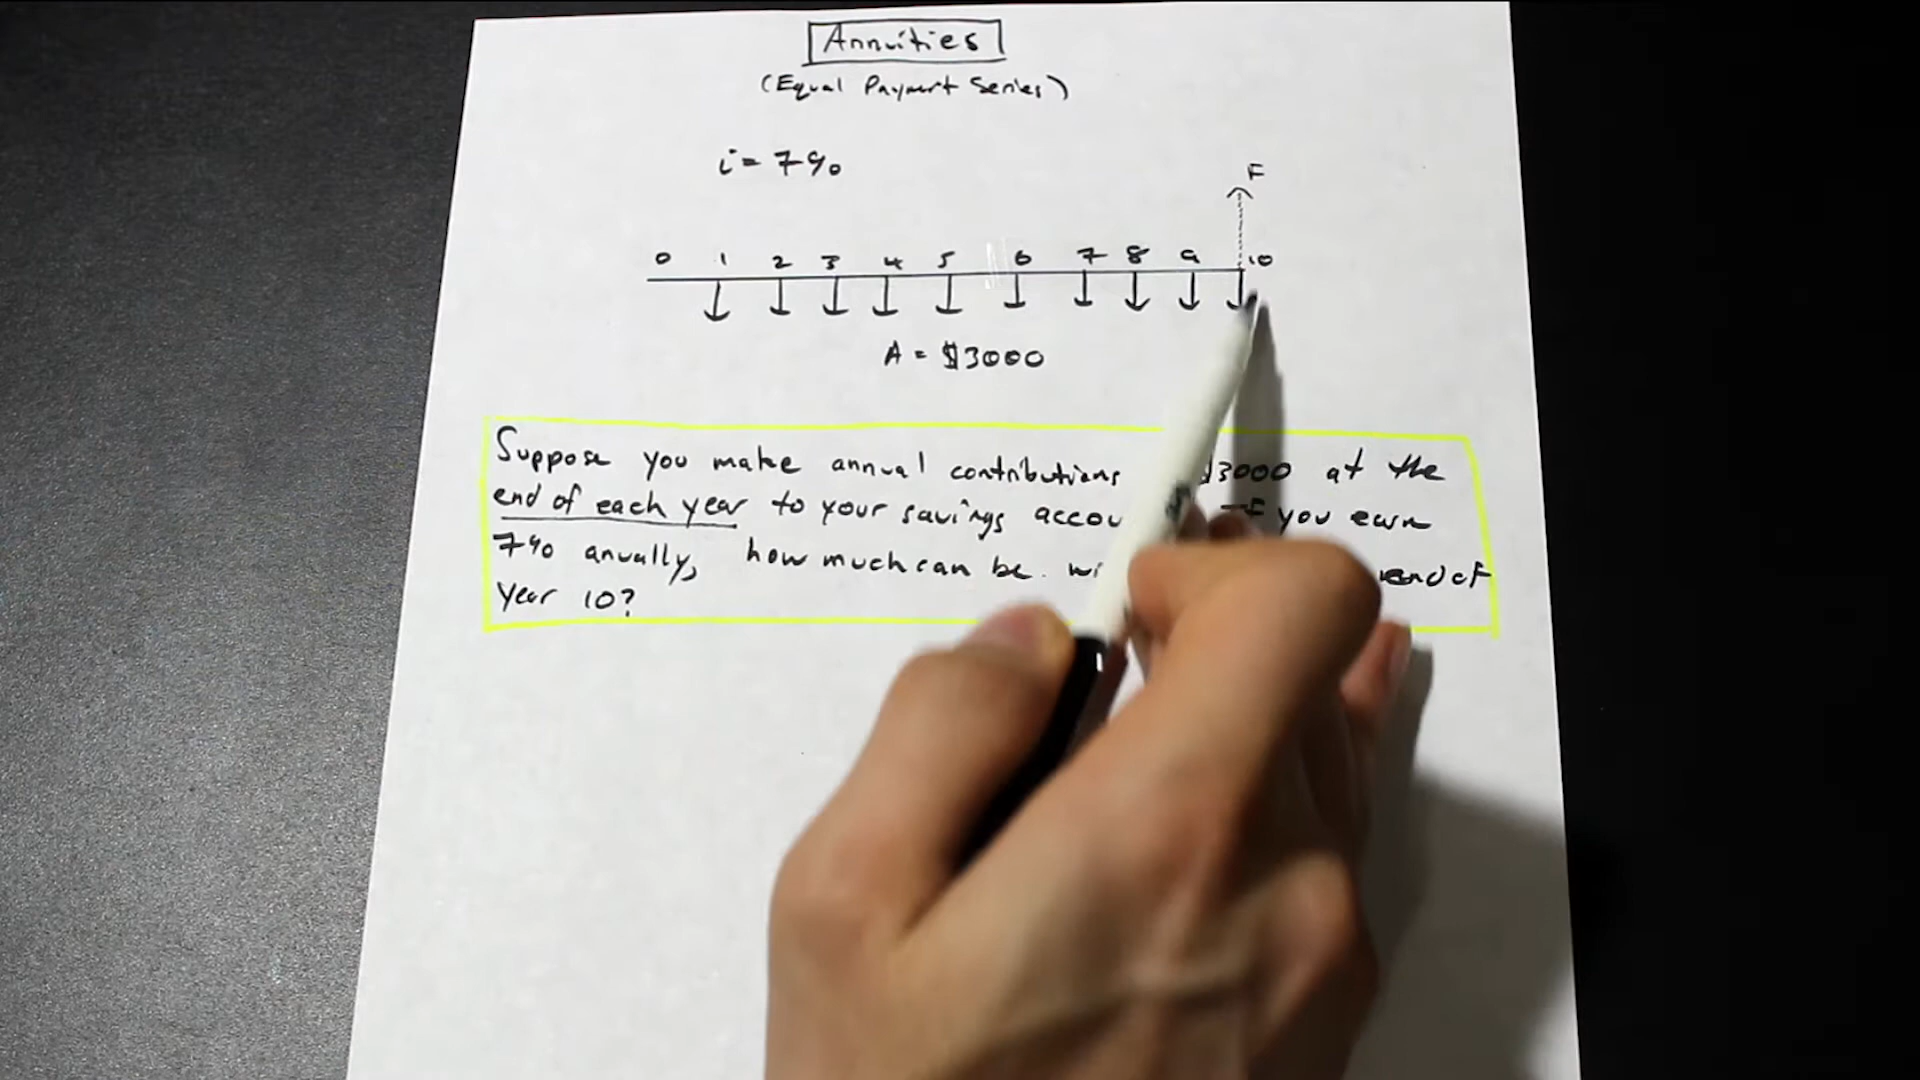 Annuities
(Equal Payment Series)
i = 7%
F
0 1 2 3 4 5 6 7 8 9 10
A = $3000
Suppose you make annual contributions $3000 at the
end of each year to your savings If you earn
7% anually, how much can be end of
year 10?